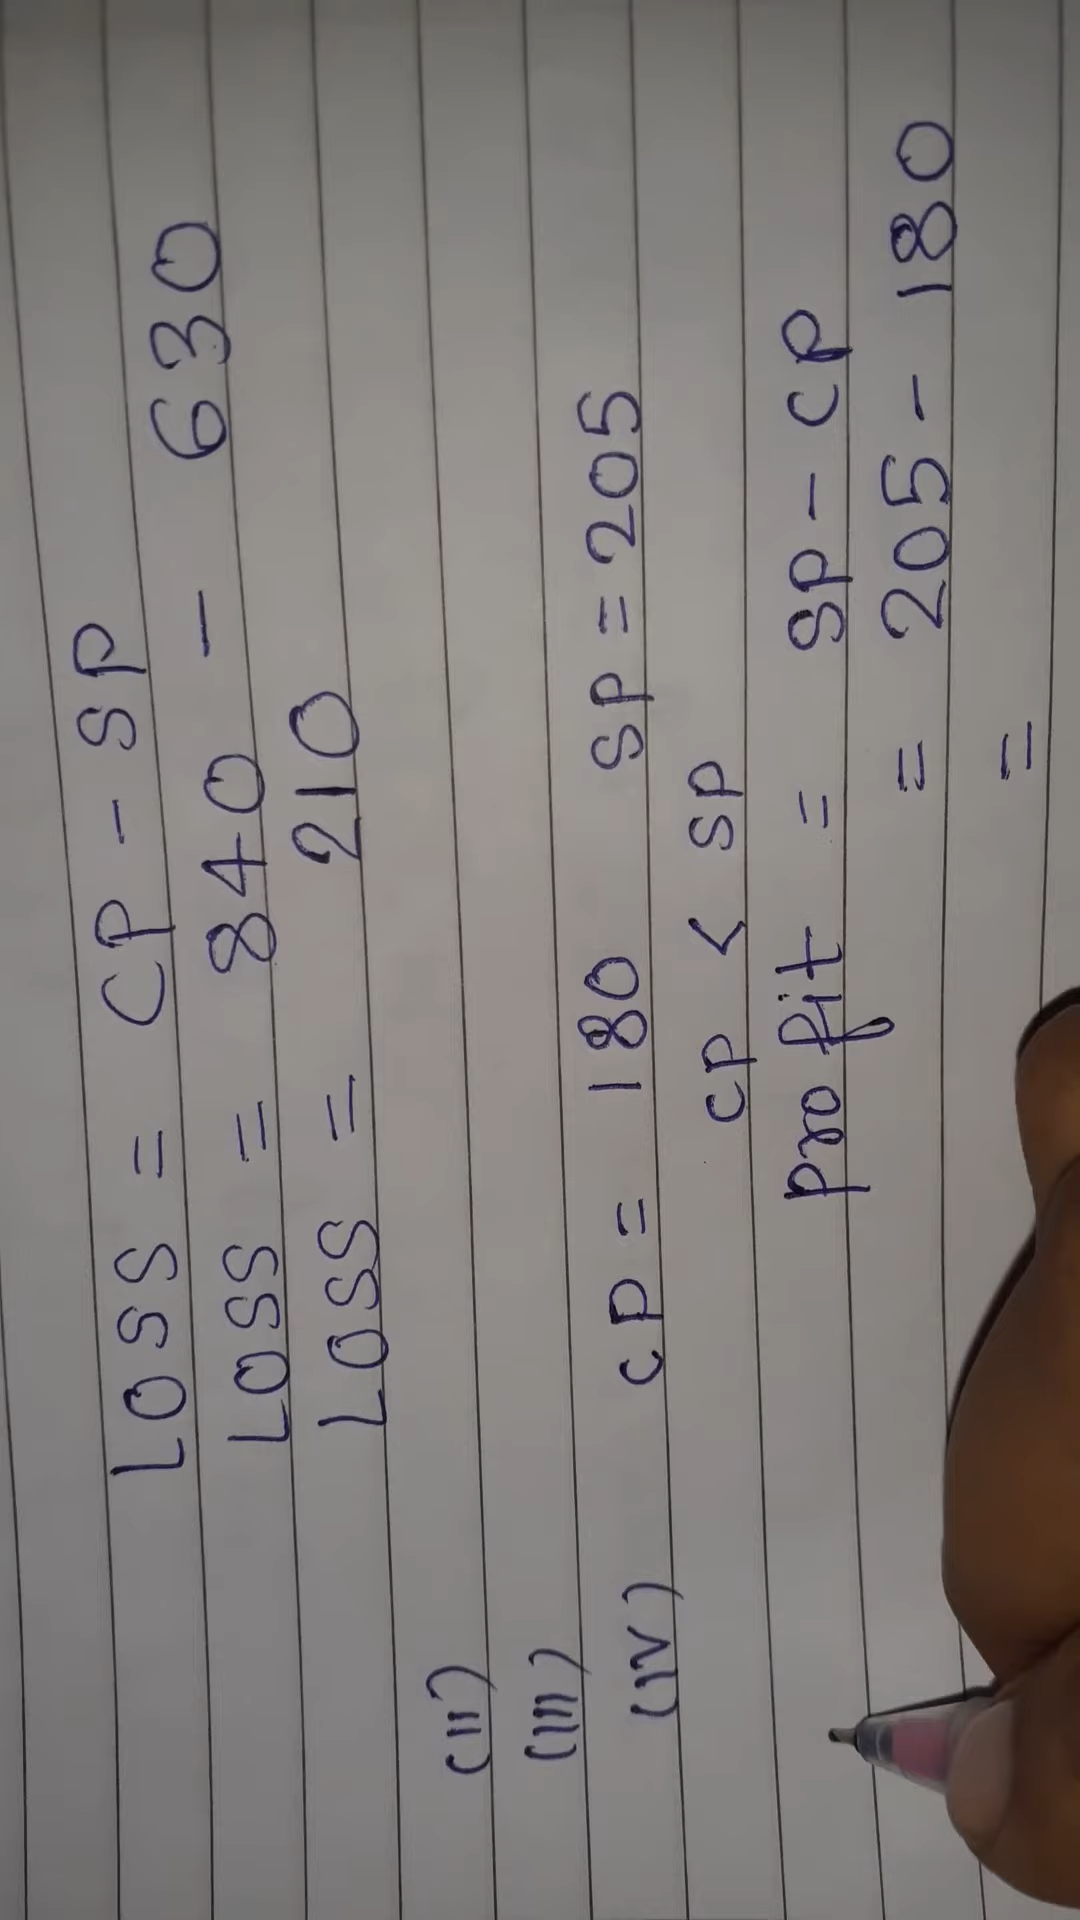 LOSS = CP - SP
LOSS = 840 - 630
LOSS = 210
(II)
(III)
(IV) CP = 180 SP = 205
CP < SP
profit = SP - CP
= 205 - 180
=